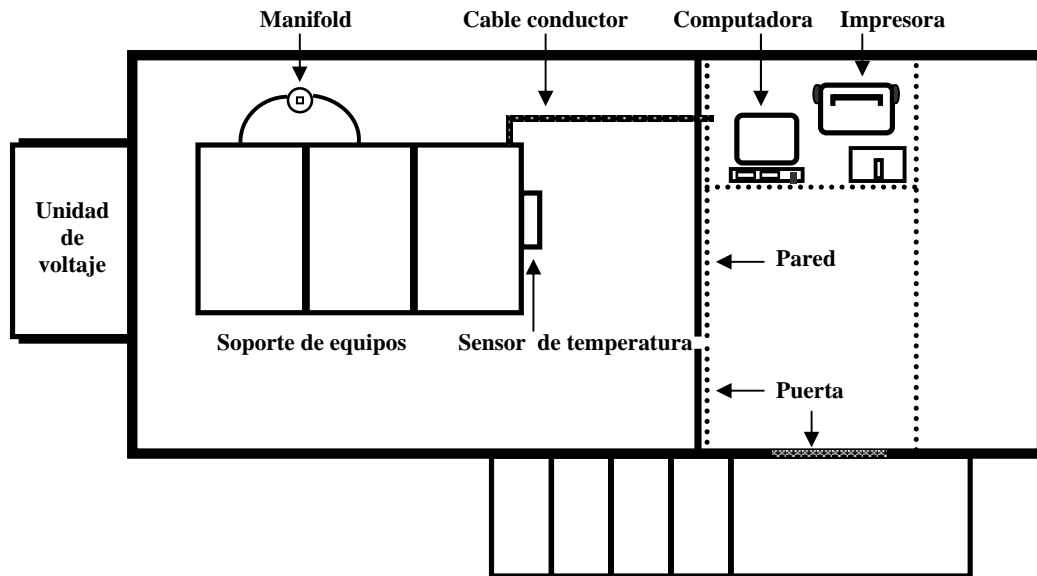 Manifold
Cable conductor
Computadora
Impresora
Unidad
de
voltaje
Pared
Soporte de equipos
Sensor de temperatura
Puerta